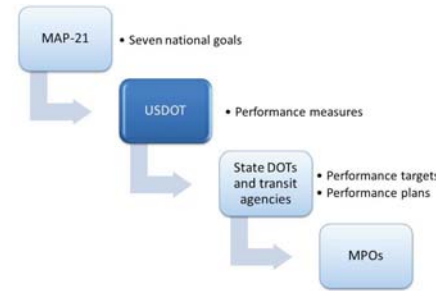 MAP-21
• Seven national goals
USDOT
• Performance measures
State DOTs
and transit
agencies
• Performance targets
• Performance plans
MPOs